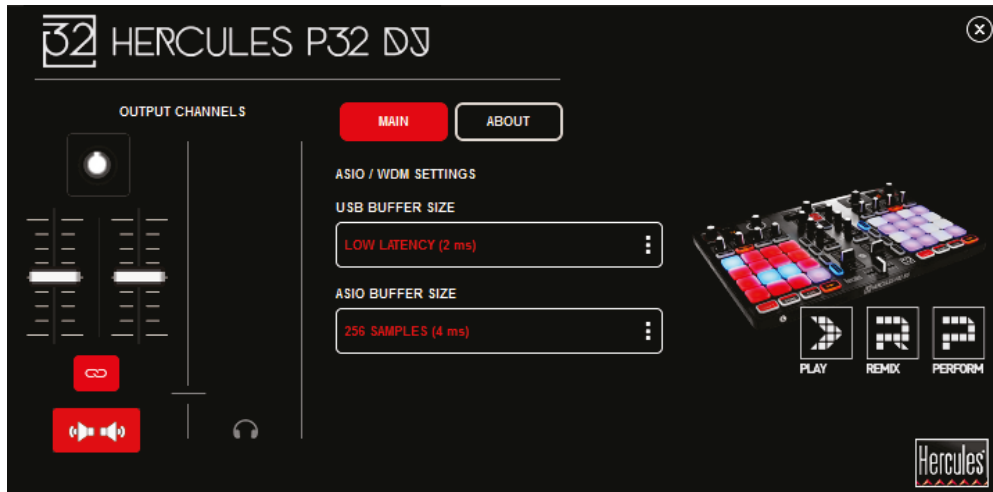 P32 HERCULES P32 DJ
OUTPUT CHANNELS
MAIN
ABOUT
ASIO / WDM SETTINGS
USB BUFFER SIZE
LOW LATENCY (2 ms)
ASIO BUFFER SIZE
256 SAMPLES (4 ms)
PLAY
REMIX
PERFORM
Hercules